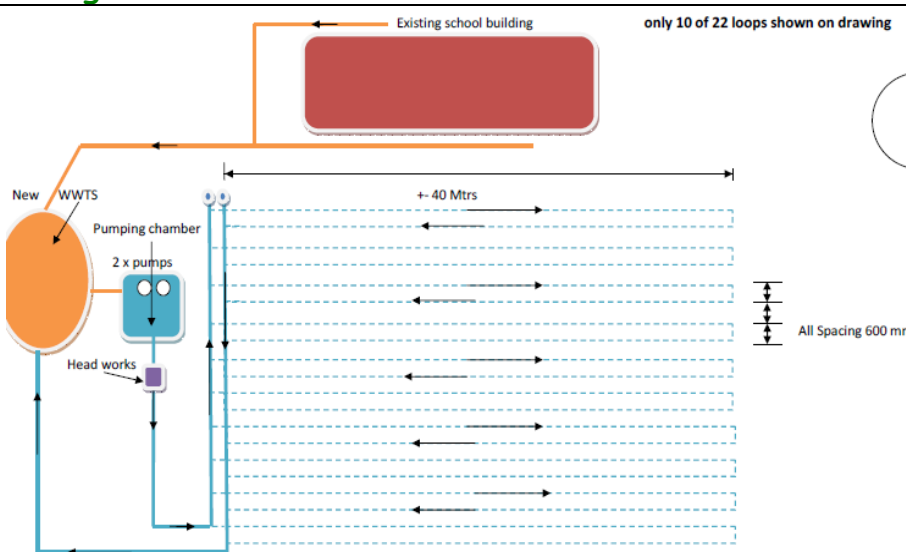 Existing school building
only 10 of 22 loops shown on drawing
New WWTS
+- 40 Mtrs
Pumping chamber
2 x pumps
All Spacing 600 mr
Head works